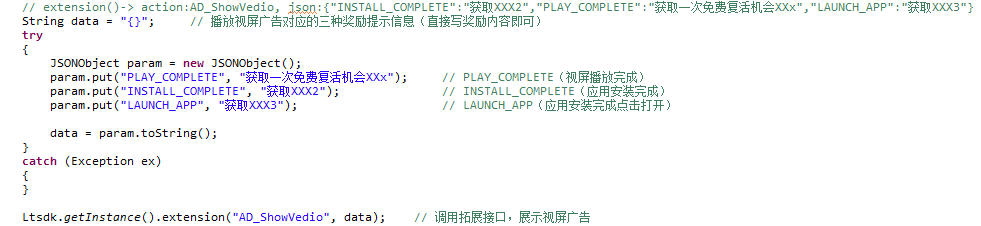 // extension()-> action:AD_ShowVedio, json:{"INSTALL_COMPLETE":"获取XXX2","PLAY_COMPLETE":"获取一次免费复活机会XXx","LAUNCH_APP":"获取XXX3"}
String data = "{}";     // 播放视屏广告对应的三种奖励提示信息（直接写奖励内容即可）
try
{
    JSONObject param = new JSONObject();
    param.put("PLAY_COMPLETE", "获取一次免费复活机会XXx");     // PLAY_COMPLETE（视屏播放完成）
    param.put("INSTALL_COMPLETE", "获取XXX2");               // INSTALL_COMPLETE（应用安装完成）
    param.put("LAUNCH_APP", "获取XXX3");                     // LAUNCH_APP（应用安装完成点击打开）
    data = param.toString();
}
catch (Exception ex)
{
}
Ltsdk.getInstance().extension("AD_ShowVedio", data);    // 调用拓展接口，展示视屏广告